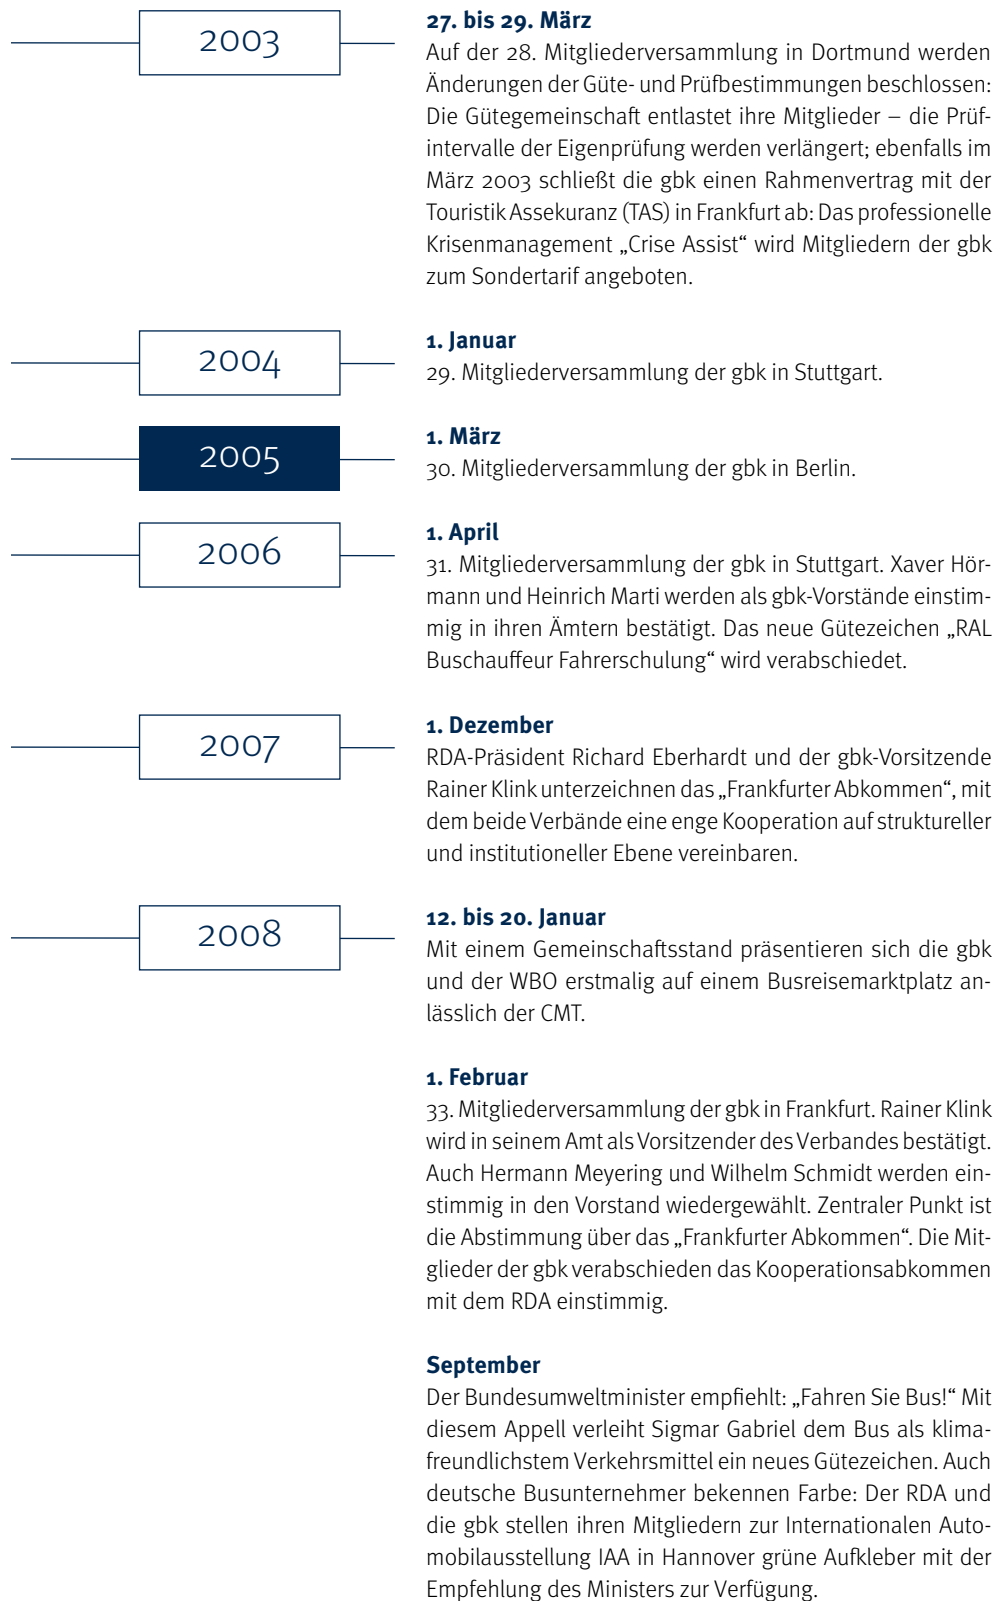 2003
27. bis 29. März
Auf der 28. Mitgliederversammlung in Dortmund werden
Änderungen der Güte- und Prüfbestimmungen beschlossen:
Die Gütegemeinschaft entlastet ihre Mitglieder – die Prüf-
intervalle der Eigenprüfung werden verlängert; ebenfalls im
März 2003 schließt die gbk einen Rahmenvertrag mit der
Touristik Assekuranz (TAS) in Frankfurt ab: Das professionelle
Krisenmanagement „Crise Assist“ wird Mitgliedern der gbk
zum Sondertarif angeboten.
2004
1. Januar
29. Mitgliederversammlung der gbk in Stuttgart.
2005
1. März
30. Mitgliederversammlung der gbk in Berlin.
2006
1. April
31. Mitgliederversammlung der gbk in Stuttgart. Xaver Hör-
mann und Heinrich Marti werden als gbk-Vorstände einstim-
mig in ihren Ämtern bestätigt. Das neue Gütezeichen „RAL
Buschauffeur Fahrerschulung“ wird verabschiedet.
2007
1. Dezember
RDA-Präsident Richard Eberhardt und der gbk-Vorsitzende
Rainer Klink unterzeichnen das „Frankfurter Abkommen“, mit
dem beide Verbände eine enge Kooperation auf struktureller
und institutioneller Ebene vereinbaren.
2008
12. bis 20. Januar
Mit einem Gemeinschaftsstand präsentieren sich die gbk
und der WBO erstmalig auf einem Busreisemarktplatz an-
lässlich der CMT.
1. Februar
33. Mitgliederversammlung der gbk in Frankfurt. Rainer Klink
wird in seinem Amt als Vorsitzender des Verbandes bestätigt.
Auch Hermann Meyering und Wilhelm Schmidt werden ein-
stimmig in den Vorstand wiedergewählt. Zentraler Punkt ist
die Abstimmung über das „Frankfurter Abkommen“. Die Mit-
glieder der gbk verabschieden das Kooperationsabkommen
mit dem RDA einstimmig.
September
Der Bundesumweltminister empfiehlt: „Fahren Sie Bus!“ Mit
diesem Appell verleiht Sigmar Gabriel dem Bus als klima-
freundlichstem Verkehrsmittel ein neues Gütezeichen. Auch
deutsche Busunternehmer bekennen Farbe: Der RDA und
die gbk stellen ihren Mitgliedern zur Internationalen Auto-
mobilausstellung IAA in Hannover grüne Aufkleber mit der
Empfehlung des Ministers zur Verfügung.